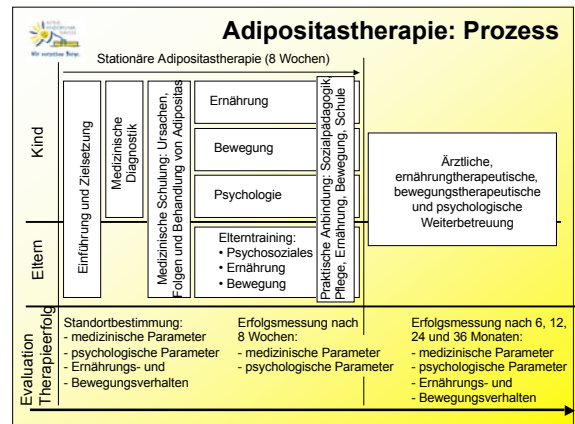 Adipositastherapie: Prozess
Stationäre Adipositastherapie (8 Wochen)
Kind
Eltern
Evaluation
Therapieerfolg
Einführung und Zielsetzung
Medizinische
Diagnostik
Medizinische Schulung: Ursachen,
Folgen und Behandlung von Adipositas
Ernährung
Bewegung
Psychologie
Elterntraining:
• Psychosoziales
• Ernährung
• Bewegung
Praktische Anbindung: Sozialpädagogik,
Pflege, Ernährung, Bewegung, Schule
Ärztliche,
ernährungtherapeutische,
bewegungstherapeutische
und psychologische
Weiterbetreuung
Standortbestimmung:
- medizinische Parameter
- psychologische Parameter
- Ernährungs- und
- Bewegungsverhalten
Erfolgsmessung nach
8 Wochen:
- medizinische Parameter
- psychologische Parameter
Erfolgsmessung nach 6, 12,
24 und 36 Monaten:
- medizinische Parameter
- psychologische Parameter
- Ernährungs- und
- Bewegungsverhalten